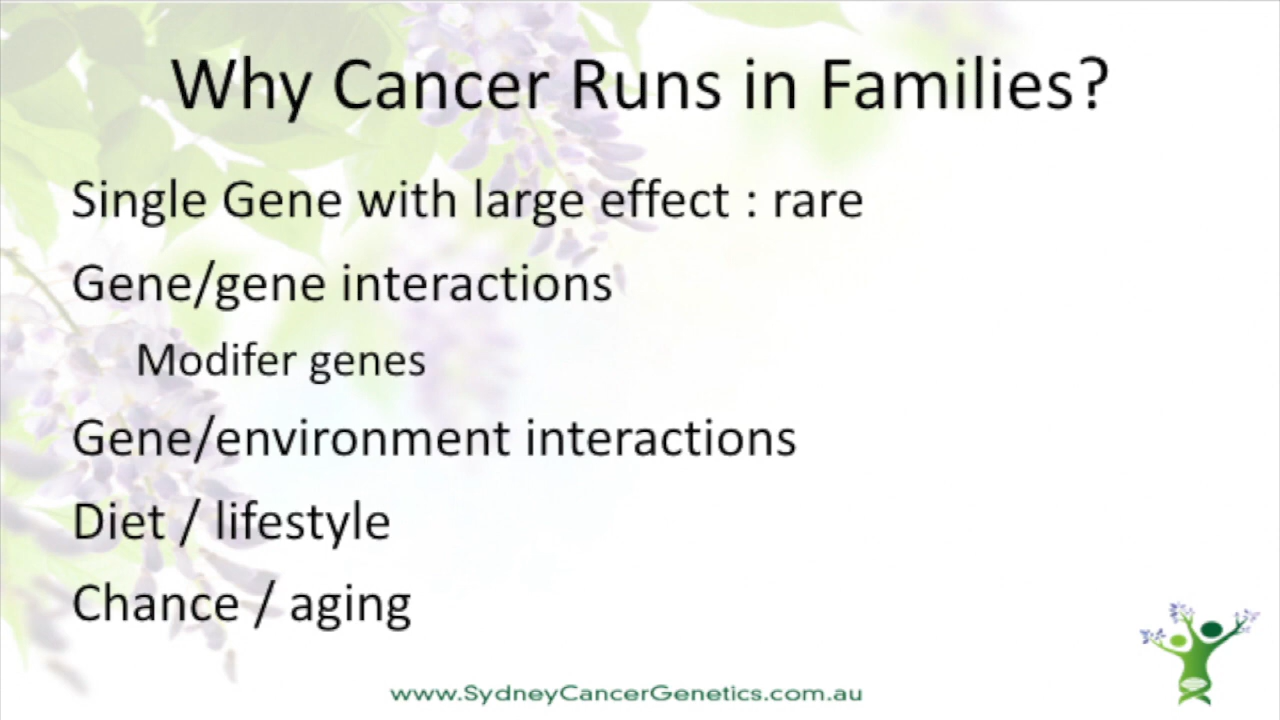 Why Cancer Runs in Families?
Single Gene with large effect : rare
Gene/gene interactions
Modifer genes
Gene/environment interactions
Diet / lifestyle
Chance / aging
www.SydneyCancerGenetics.com.au